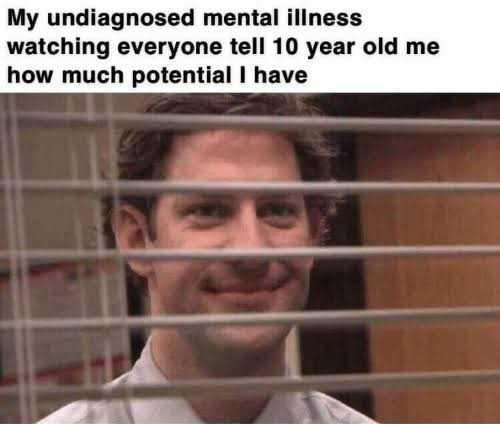 My undiagnosed mental illness
watching everyone tell 10 year old me
how much potential I have